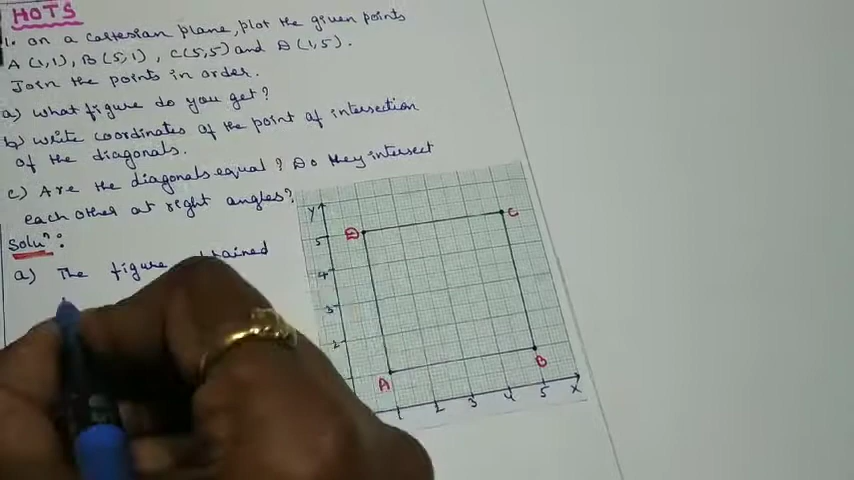 HOTS
1. On a cartesian plane, plot the given points
A (1,1), B (5,1), C(5,5) and D (1,5).
Join the points in order.
a) What figure do you get?
b) Write coordinates of the point of intersection
of the diagonals.
c) Are the diagonals equal? Do they intersect
each other at right angles?
Soluⁿ:
a) The figure
Y
5 D C
4
3
2
A B
1 2 3 4 5 X